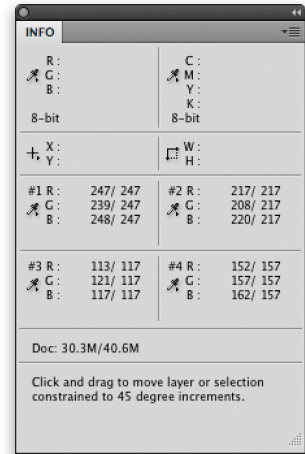 INFO
R :
G :
B :
8-bit
C :
M :
Y :
K :
8-bit
X :
Y :
W :
H :
#1 R : 247/ 247
G : 239/ 247
B : 248/ 247
#2 R : 217/ 217
G : 208/ 217
B : 220/ 217
#3 R : 113/ 117
G : 121/ 117
B : 117/ 117
#4 R : 152/ 157
G : 157/ 157
B : 162/ 157
Doc: 30.3M/40.6M
Click and drag to move layer or selection
constrained to 45 degree increments.